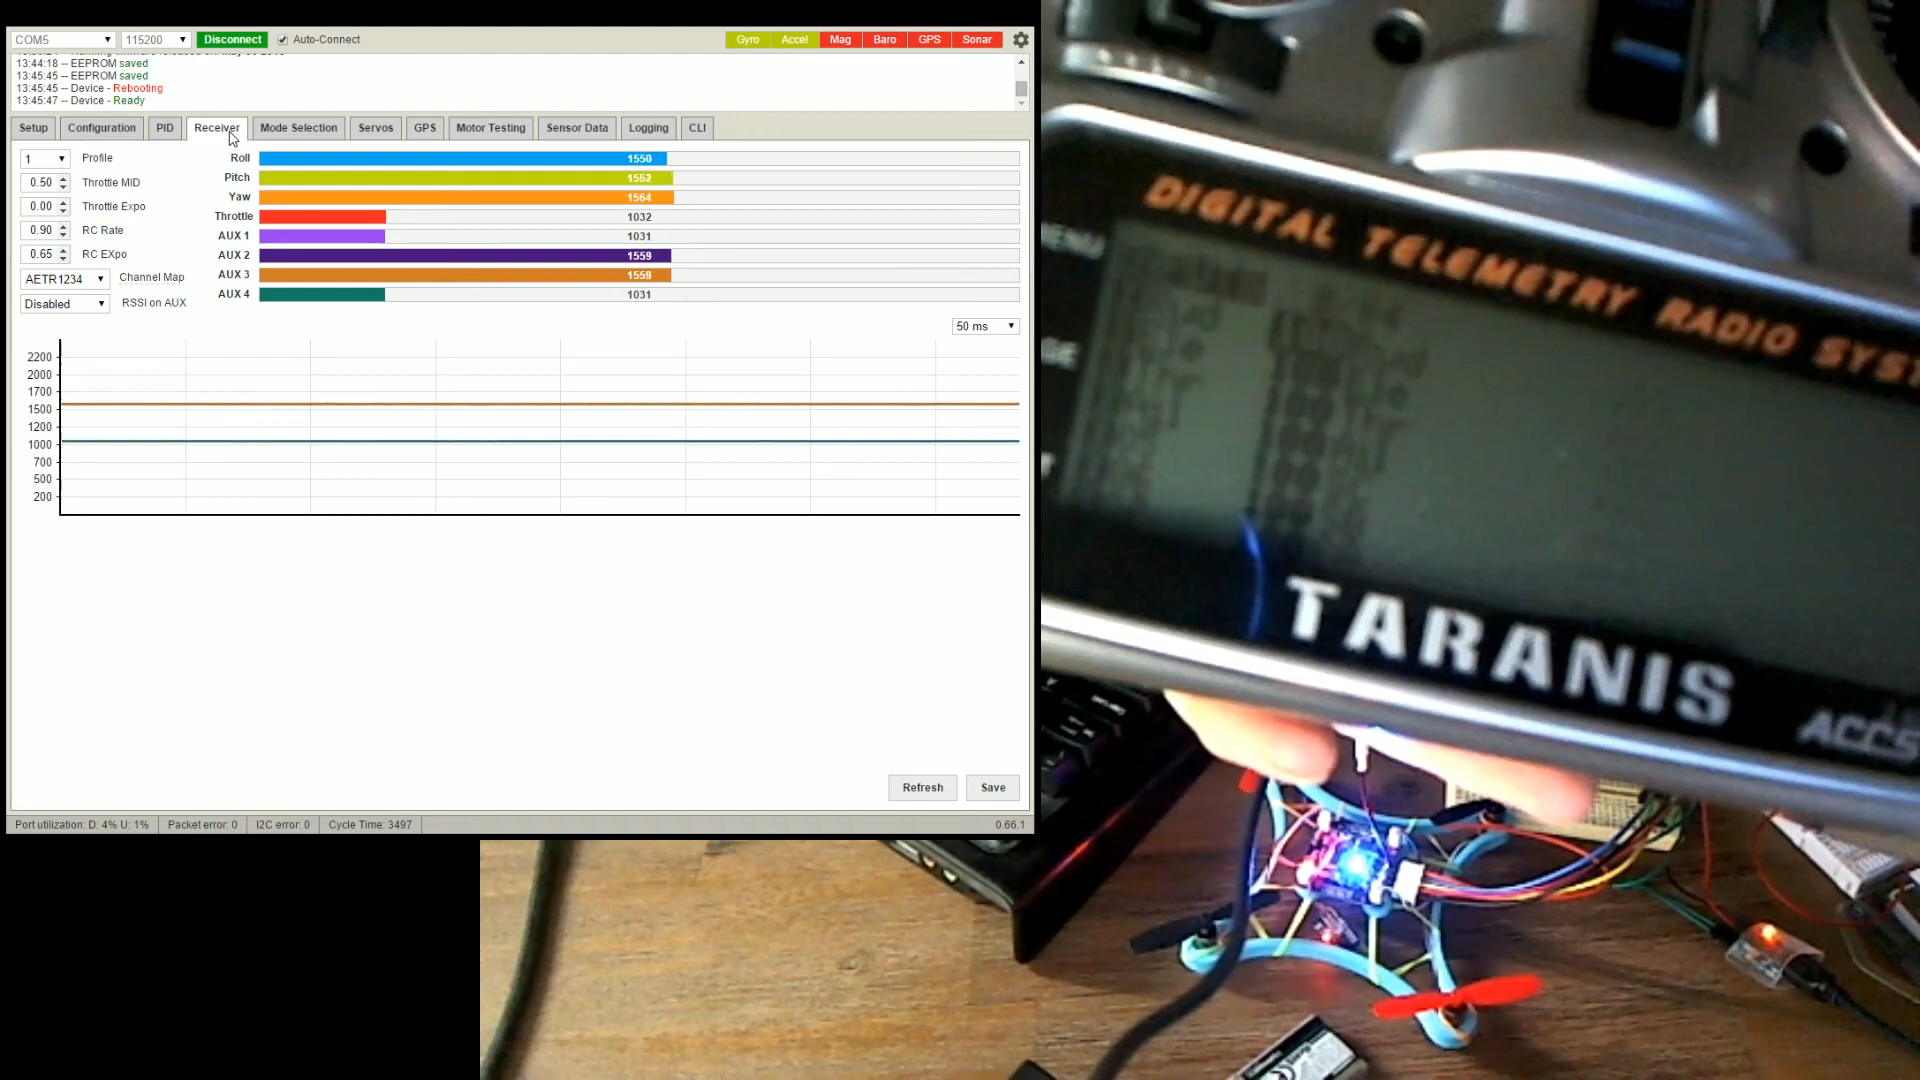 COM5 115200 Disconnect Auto-Connect Gyro Accel Mag Baro GPS Sonar
13:44:18 -- EEPROM saved
13:45:45 -- EEPROM saved
13:45:45 -- Device - Rebooting
13:45:47 -- Device - Ready
Setup Configuration PID Receiver Mode Selection Servos GPS Motor Testing Sensor Data Logging CLI
1 Profile
0.50 Throttle MID
0.00 Throttle Expo
0.90 RC Rate
0.65 RC EXpo
AETR1234 Channel Map
Disabled RSSI on AUX
Roll 1550
Pitch 1562
Yaw 1564
Throttle 1032
AUX 1 1031
AUX 2 1559
AUX 3 1559
AUX 4 1031
50 ms
2200
2000
1700
1500
1200
1000
700
500
200
Refresh Save
Port utilization: D: 4% U: 1% Packet error: 0 I2C error: 0 Cycle Time: 3497 0.66.1
DIGITAL TELEMETRY RADIO SYST
MENU
TARANIS